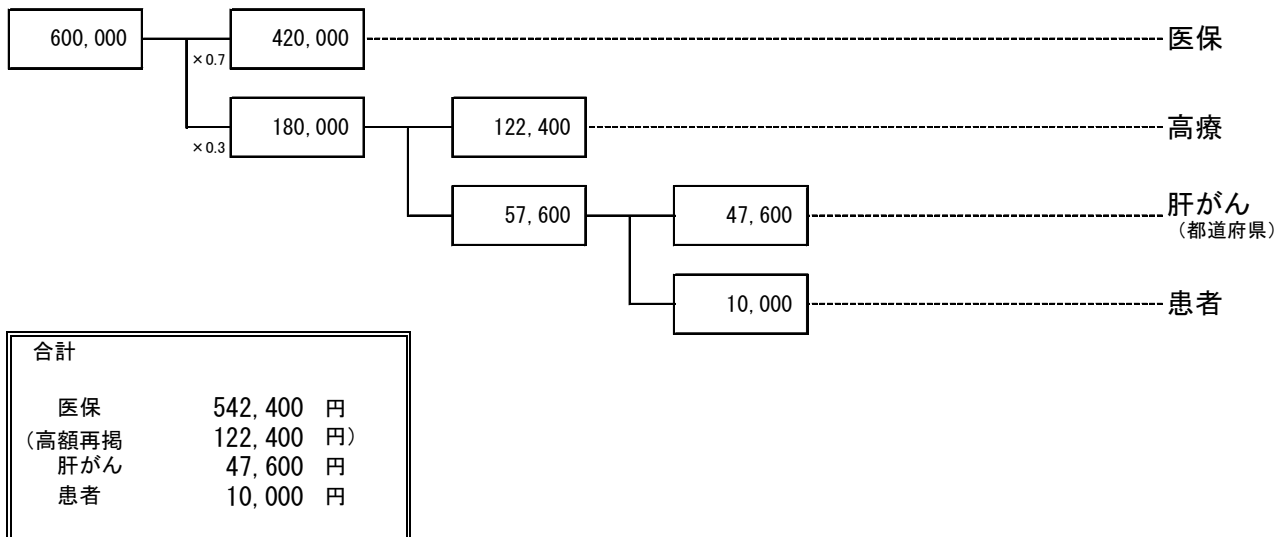 600,000 420,000 医保
×0.7
180,000 122,400 高療
×0.3
57,600 47,600 肝がん
（都道府県）
10,000 患者
合計
医保 542,400 円
（高額再掲 122,400 円）
肝がん 47,600 円
患者 10,000 円